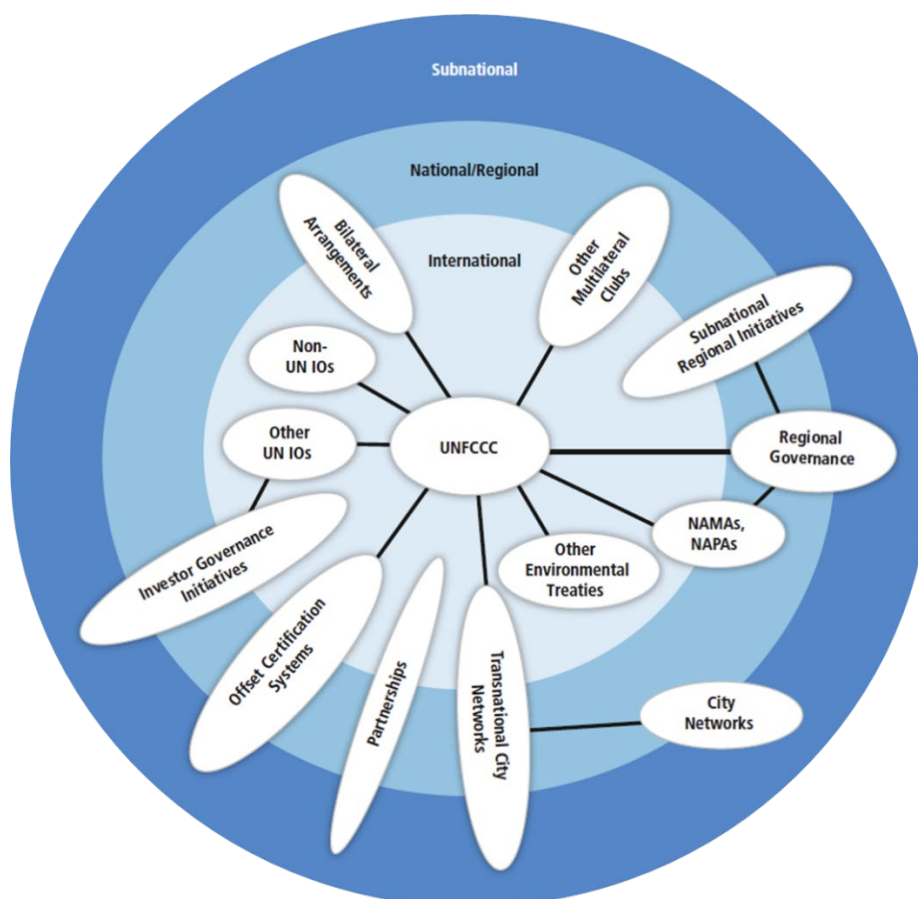 Subnational
National/Regional
International
Bilateral
Arrangements
Other
Multilateral
Clubs
Subnational
Regional Initiatives
Non-
UN IOs
Other
UN IOs
UNFCCC
Regional
Governance
NAMAs,
NAPAs
Other
Environmental
Treaties
Investor Governance
Initiatives
Offset Certification
Systems
Partnerships
Transnational City
Networks
City
Networks